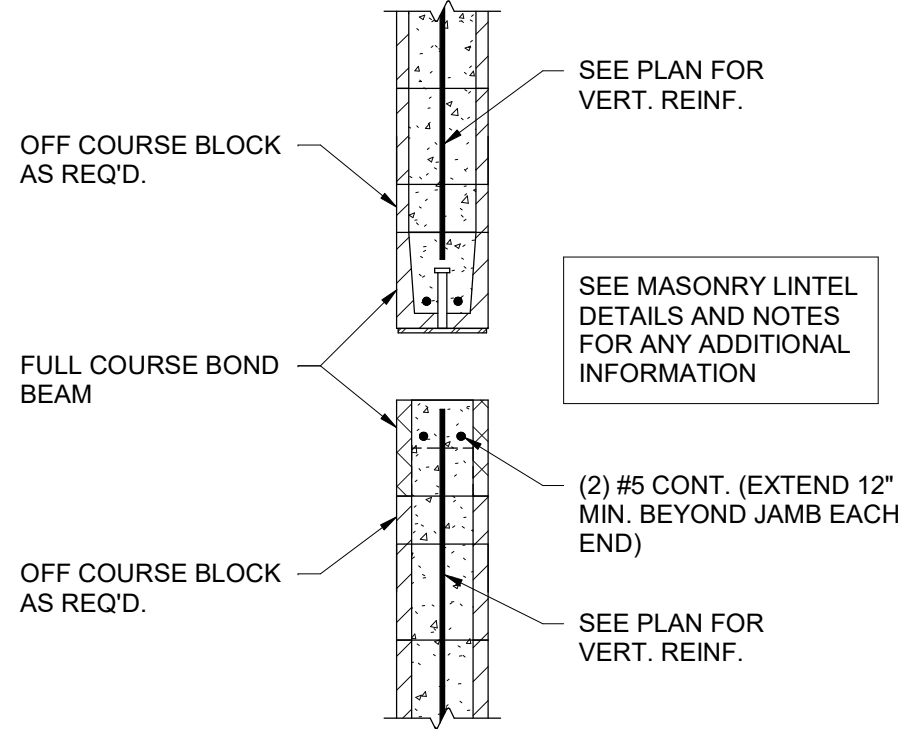 SEE PLAN FOR
VERT. REINF.
OFF COURSE BLOCK
AS REQ'D.
SEE MASONRY LINTEL
DETAILS AND NOTES
FOR ANY ADDITIONAL
INFORMATION
FULL COURSE BOND
BEAM
(2) #5 CONT. (EXTEND 12"
MIN. BEYOND JAMB EACH
END)
OFF COURSE BLOCK
AS REQ'D.
SEE PLAN FOR
VERT. REINF.